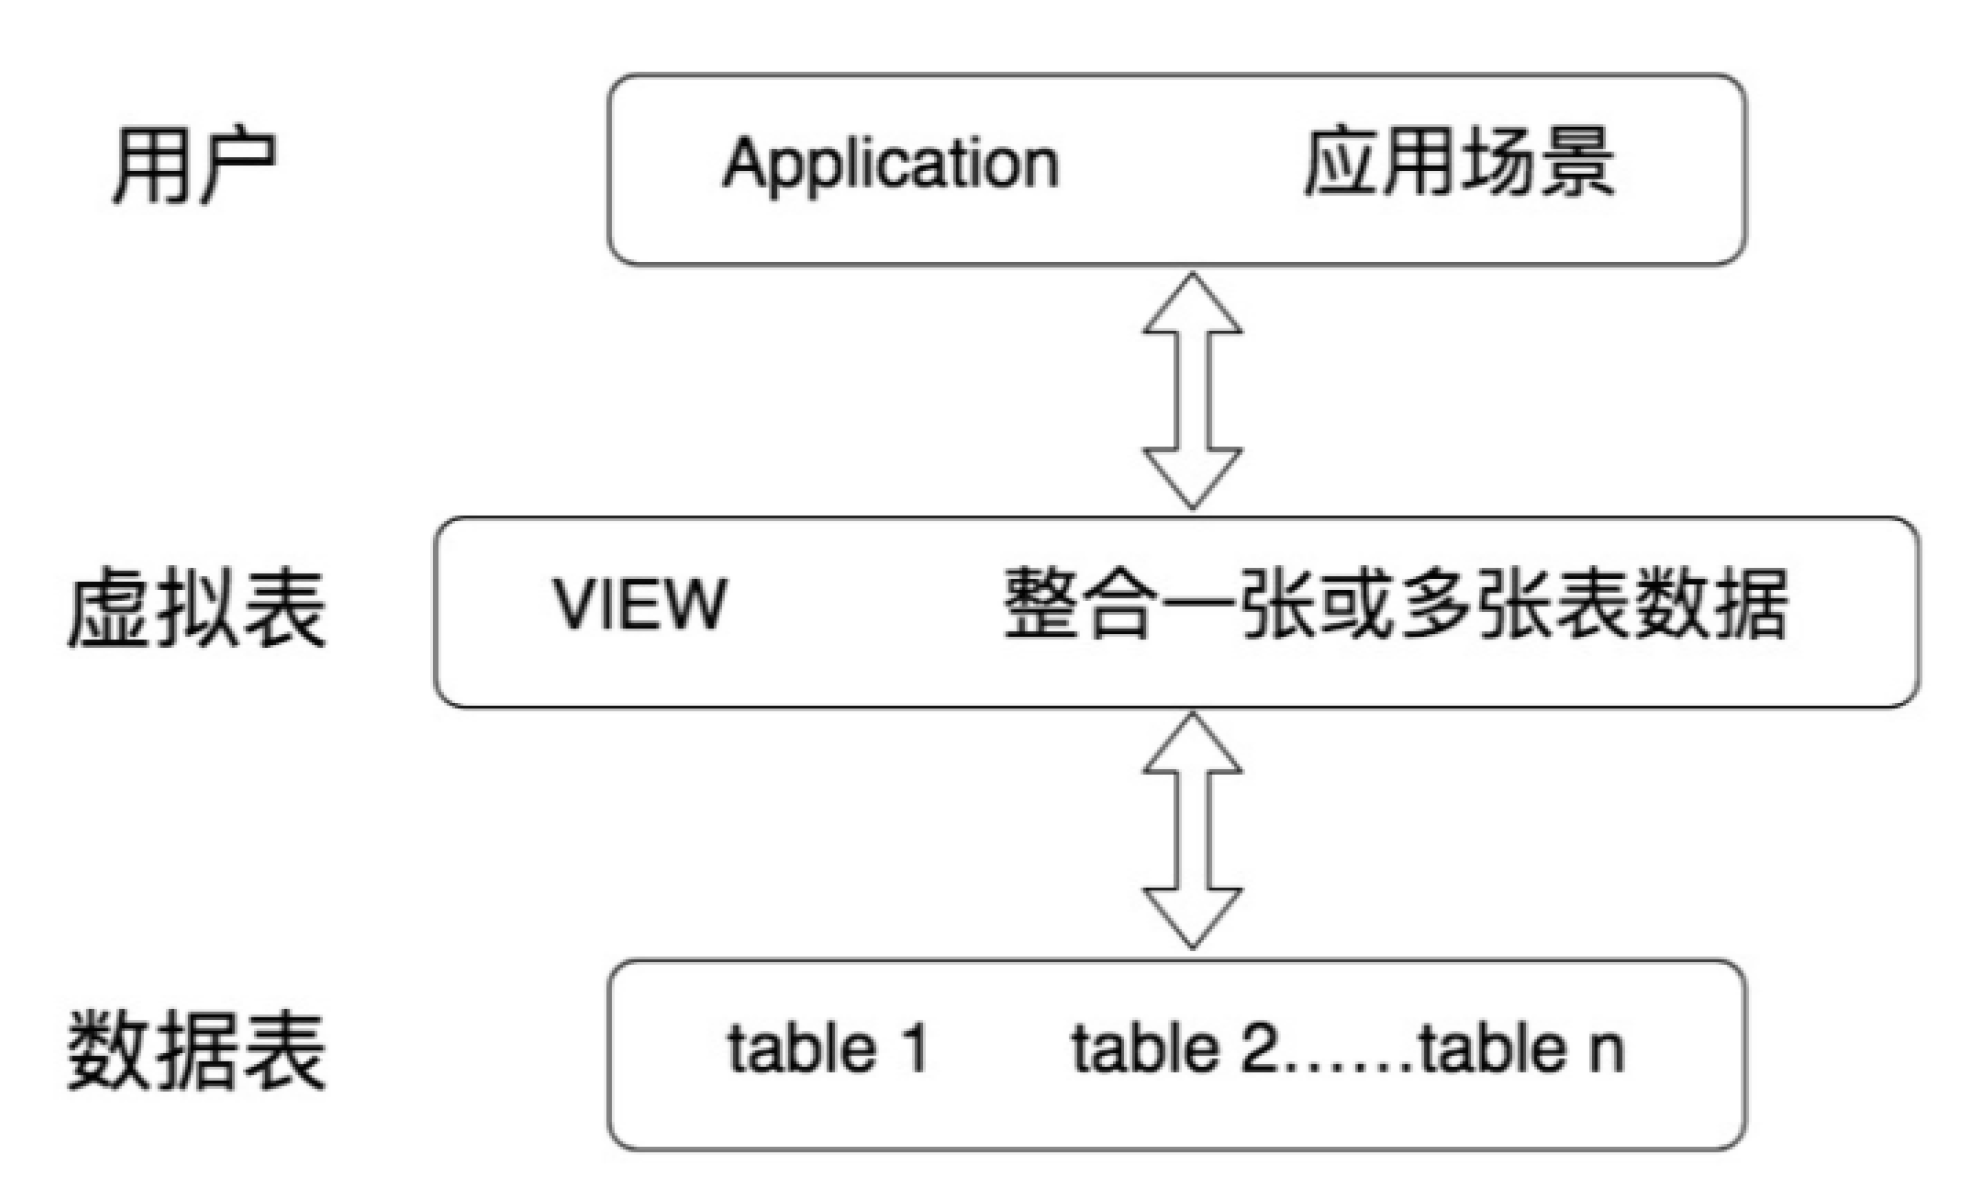 用户 Application 应用场景
虚拟表 VIEW 整合一张或多张表数据
数据表 table 1 table 2......table n